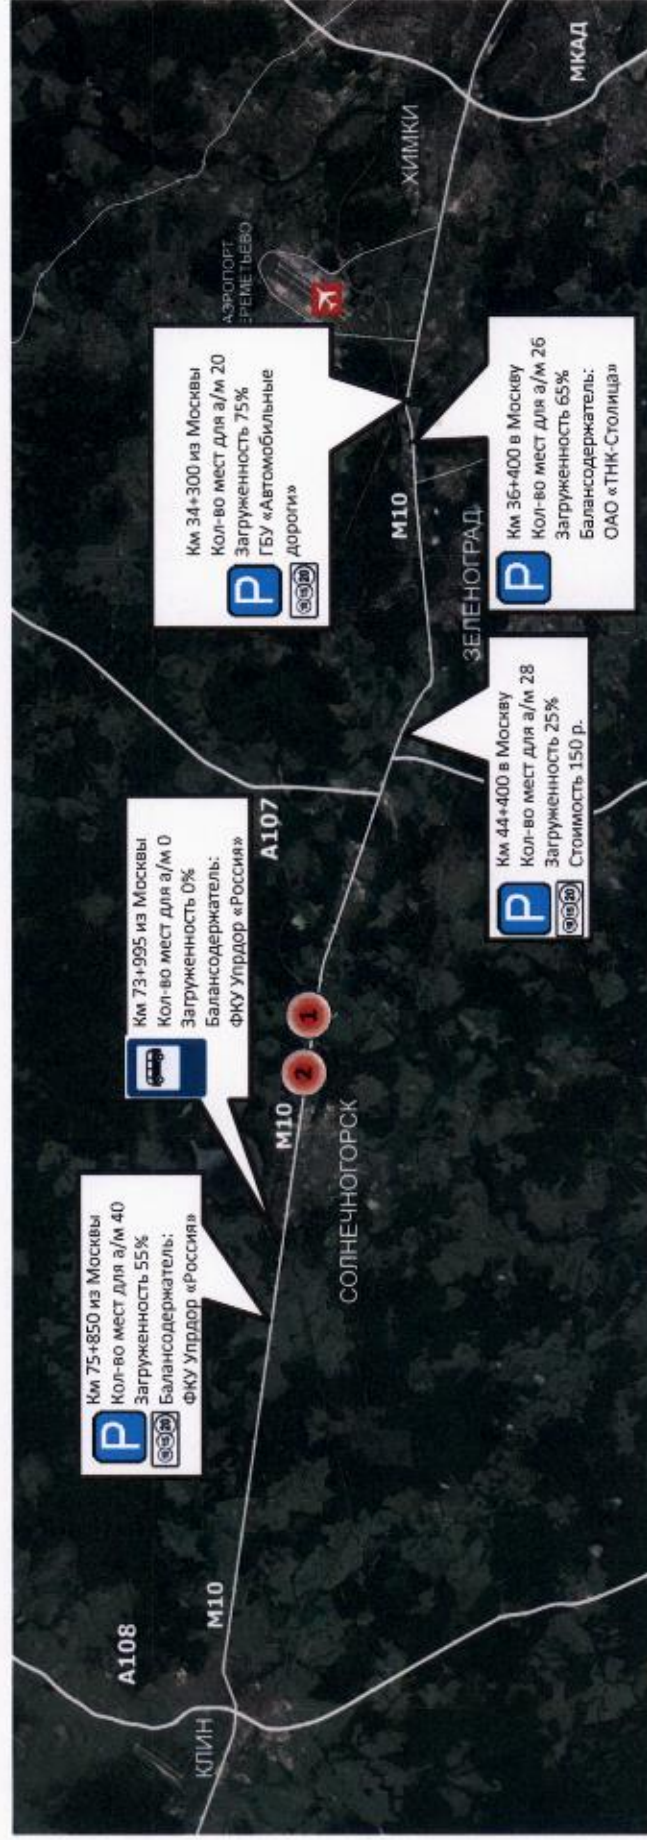 КЛИН
А108
М10
Км 75+850 из Москвы
Кол-во мест для а/м 40
Загруженность 55%
Балансодержатель:
ФКУ Упрдор «Россия»
P
Км 73+995 из Москвы
Кол-во мест для а/м 0
Загруженность 0%
Балансодержатель:
ФКУ Упрдор «Россия»
М10
СОЛНЕЧНОГОРСК
2
1
А107
Км 34+300 из Москвы
Кол-во мест для а/м 20
Загруженность 75%
ГБУ «Автомобильные
дороги»
P
Км 44+400 в Москву
Кол-во мест для а/м 28
Загруженность 25%
Стоимость 150 р.
P
ЗЕЛЕНОГРАД
М10
Км 36+400 в Москву
Кол-во мест для а/м 26
Загруженность 65%
Балансодержатель:
ОАО «ТНК-Столица»
P
АЭРОПОРТ
ЕРЕМЕТЬЕВО
ХИМКИ
МКАД